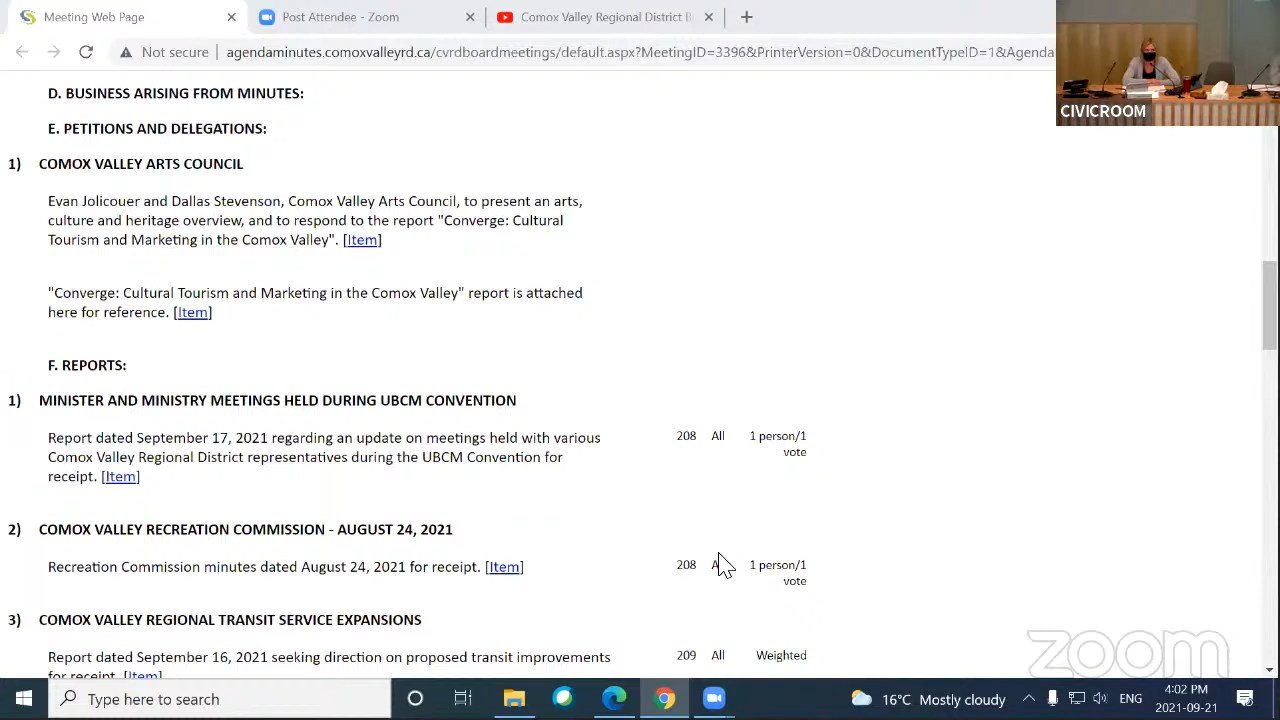 Meeting Web Page
Post Attendee - Zoom
Comox Valley Regional District B
Not secure
agendaminutes.comoxvalleyrd.ca/cvrdboardmeetings/default.aspx?MeetingID=3396&PrinterVersion=0&DocumentTypeID=1&Agenda
CIVICROOM
D. BUSINESS ARISING FROM MINUTES:
E. PETITIONS AND DELEGATIONS:
1) COMOX VALLEY ARTS COUNCIL
Evan Jolicouer and Dallas Stevenson, Comox Valley Arts Council, to present an arts,
culture and heritage overview, and to respond to the report "Converge: Cultural
Tourism and Marketing in the Comox Valley". [Item]
"Converge: Cultural Tourism and Marketing in the Comox Valley" report is attached
here for reference. [Item]
F. REPORTS:
1) MINISTER AND MINISTRY MEETINGS HELD DURING UBCM CONVENTION
Report dated September 17, 2021 regarding an update on meetings held with various 208 All 1 person/1
Comox Valley Regional District representatives during the UBCM Convention for vote
receipt. [Item]
2) COMOX VALLEY RECREATION COMMISSION - AUGUST 24, 2021
Recreation Commission minutes dated August 24, 2021 for receipt. [Item] 208 1 person/1
vote
3) COMOX VALLEY REGIONAL TRANSIT SERVICE EXPANSIONS
Report dated September 16, 2021 seeking direction on proposed transit improvements 209 All Weighted
for receipt. [Item]
zoom
Type here to search
16°C Mostly cloudy
ENG
4:02 PM
2021-09-21